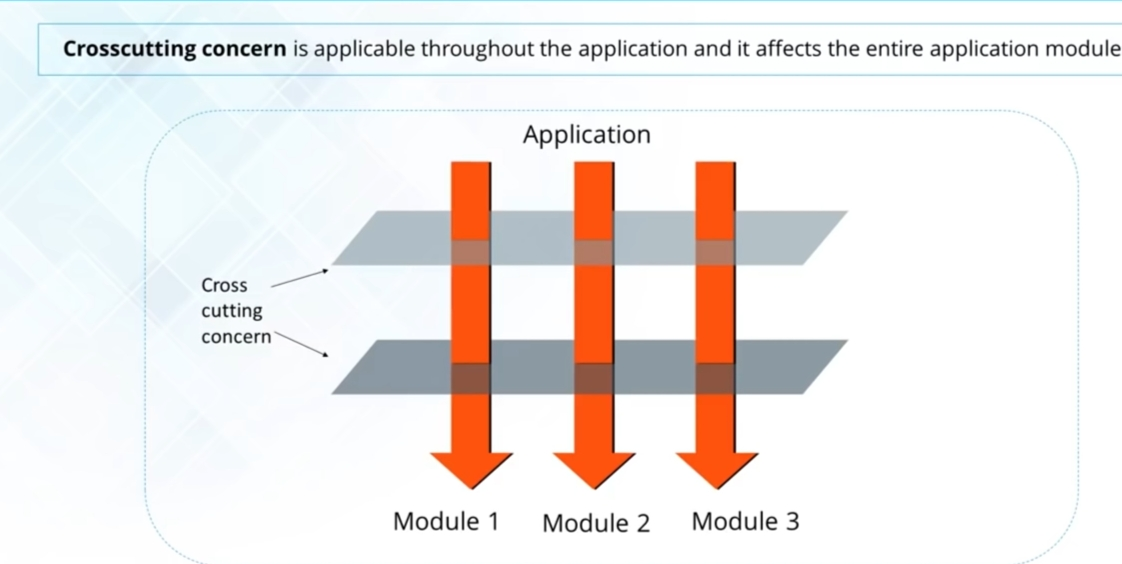 Crosscutting concern is applicable throughout the application and it affects the entire application module
Application
Cross
cutting
concern
Module 1 Module 2 Module 3